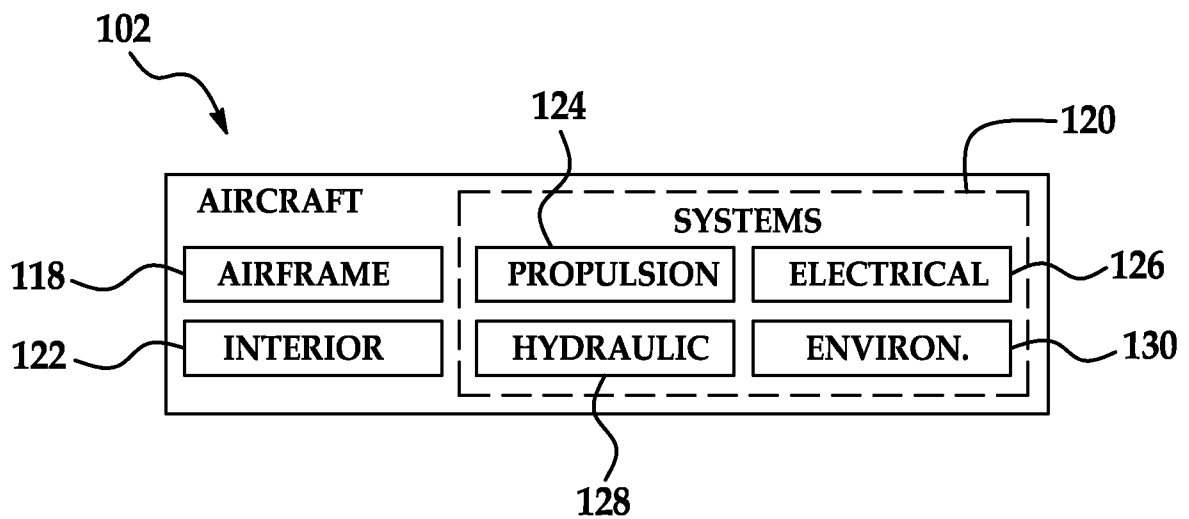 102
124
120
AIRCRAFT
SYSTEMS
118
AIRFRAME
PROPULSION
ELECTRICAL
126
122
INTERIOR
HYDRAULIC
ENVIRON.
130
128